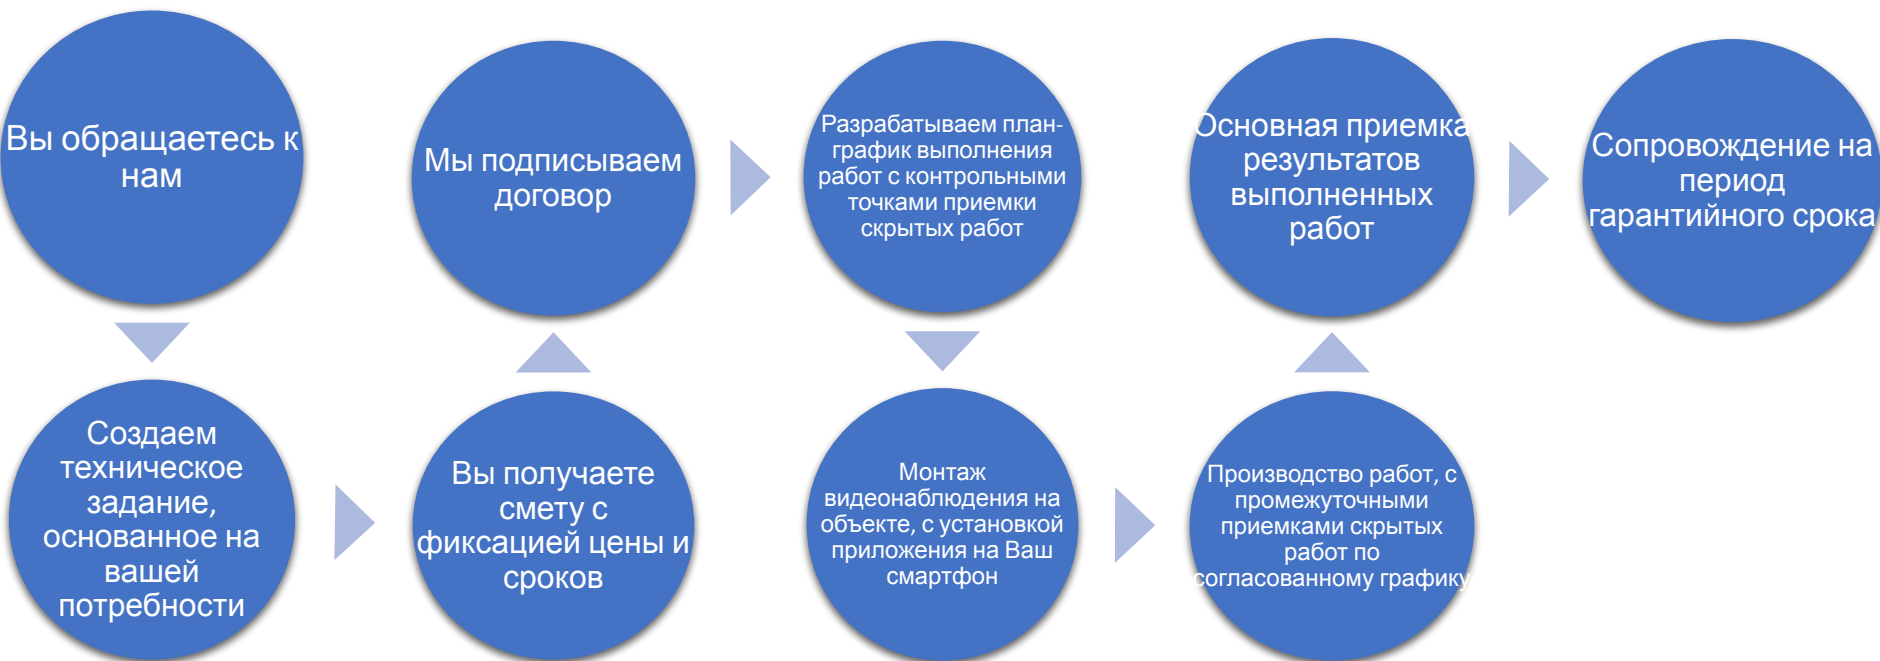 Вы обращаетесь к
нам
Создаем
техническое
задание,
основанное на
вашей
потребности
Вы получаете
смету с
фиксацией цены и
сроков
Мы подписываем
договор
Разрабатываем план-
график выполнения
работ с контрольными
точками приемки
скрытых работ
Монтаж
видеонаблюдения на
объекте, с установкой
приложения на Ваш
смартфон
Производство работ, с
промежуточными
приемками скрытых
работ по
согласованному графику
Основная приемка
результатов
выполненных
работ
Сопровождение на
период
гарантийного срока